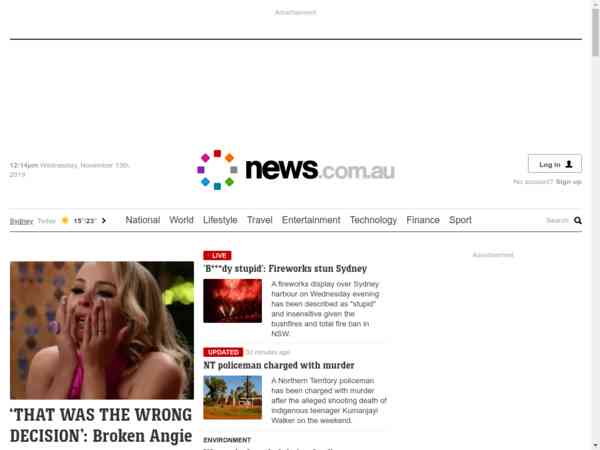 Advertisement
12:14pm Wednesday, November 13th, 2019
news.com.au
Log in
No account? Sign up
Sydney Today 15°/23°
National World Lifestyle Travel Entertainment Technology Finance Sport
Search
LIVE
'B***dy stupid': Fireworks stun Sydney
A fireworks display over Sydney
harbour on Wednesday evening
has been described as "stupid"
and insensitive given the
bushfires and total fire ban in
NSW.
Advertisement
UPDATED minutes ago
NT policeman charged with murder
A Northern Territory policeman
has been charged with murder
after the alleged shooting death of
indigenous teenager Kumanjayi
Walker on the weekend.
ENVIRONMENT
'THAT WAS THE WRONG
DECISION': Broken Angie